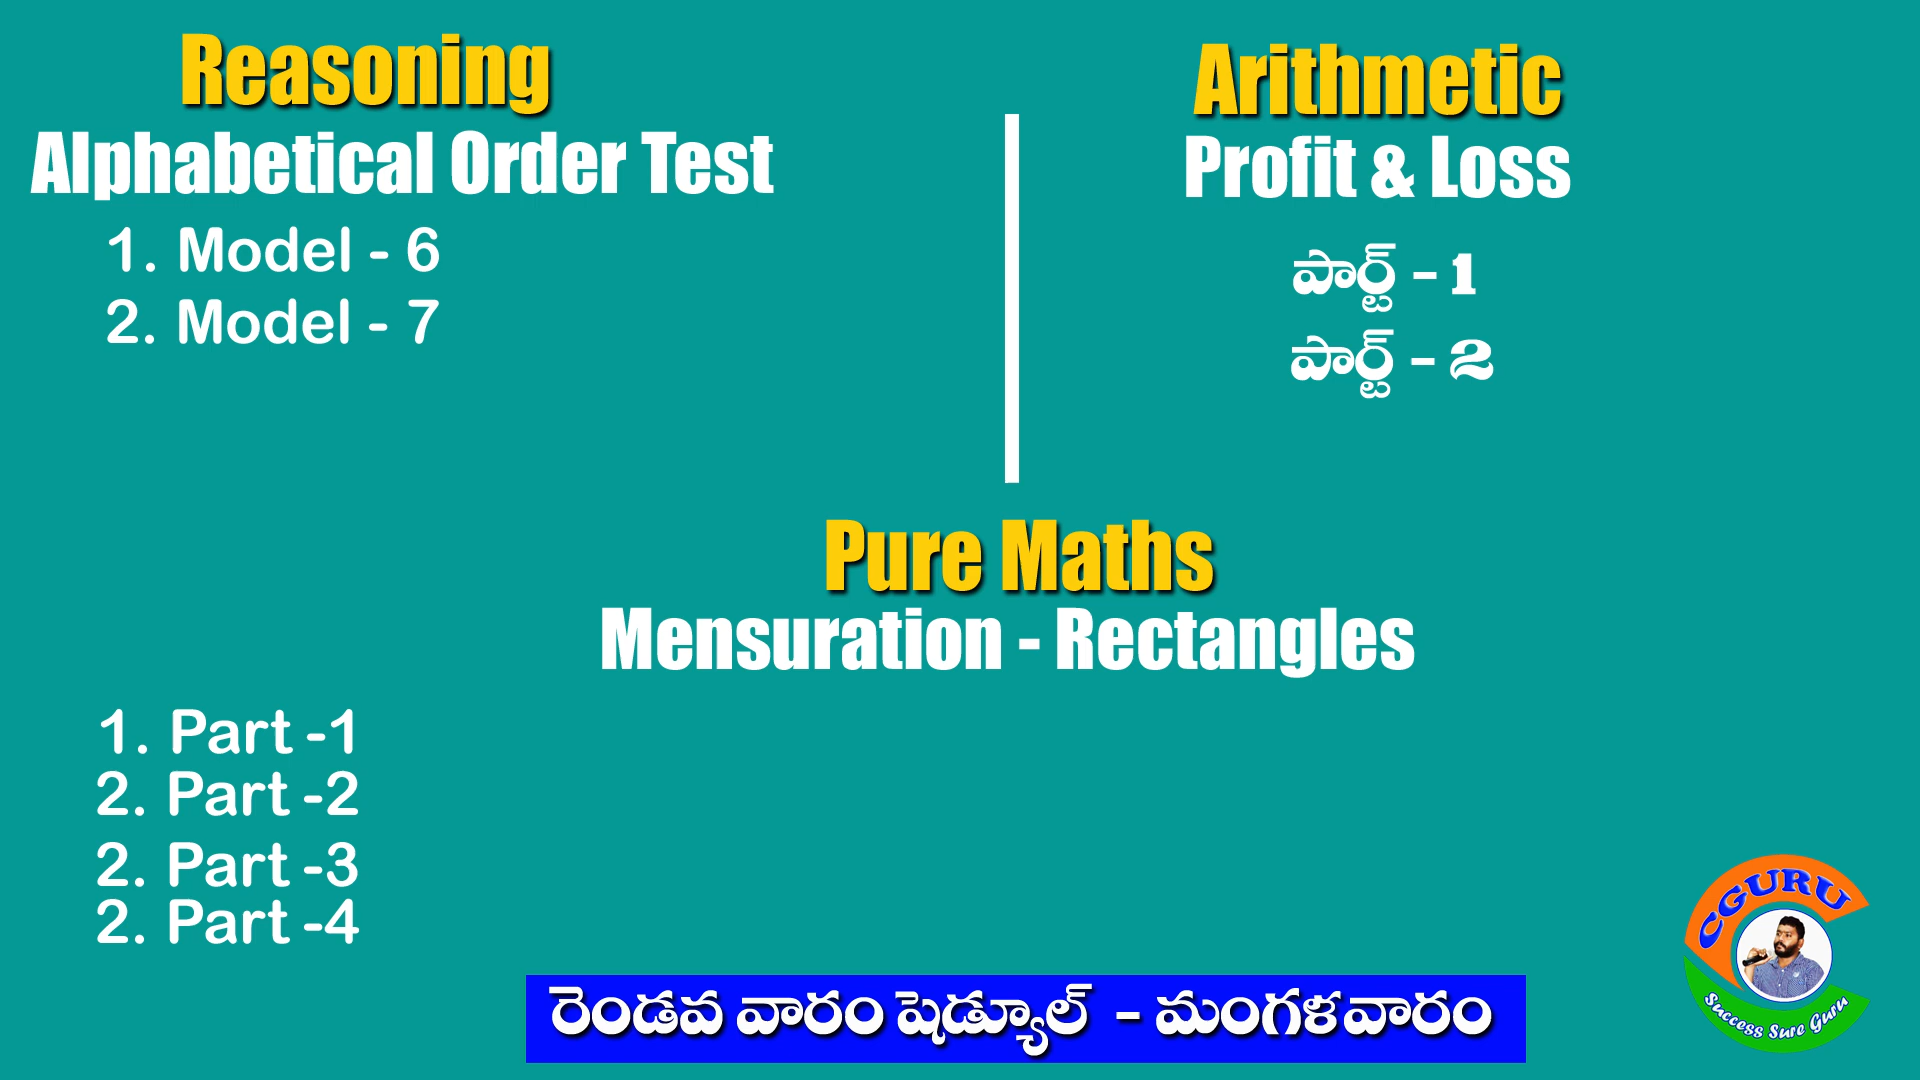 Reasoning
Alphabetical Order Test
1. Model - 6
2. Model - 7
Arithmetic
Profit & Loss
పార్ట్ - 1
పార్ట్ - 2
Pure Maths
Mensuration - Rectangles
1. Part -1
2. Part -2
2. Part -3
2. Part -4
రెండవ వారం షెడ్యూల్ - మంగళవారం
CGURU
Success Sure Guru